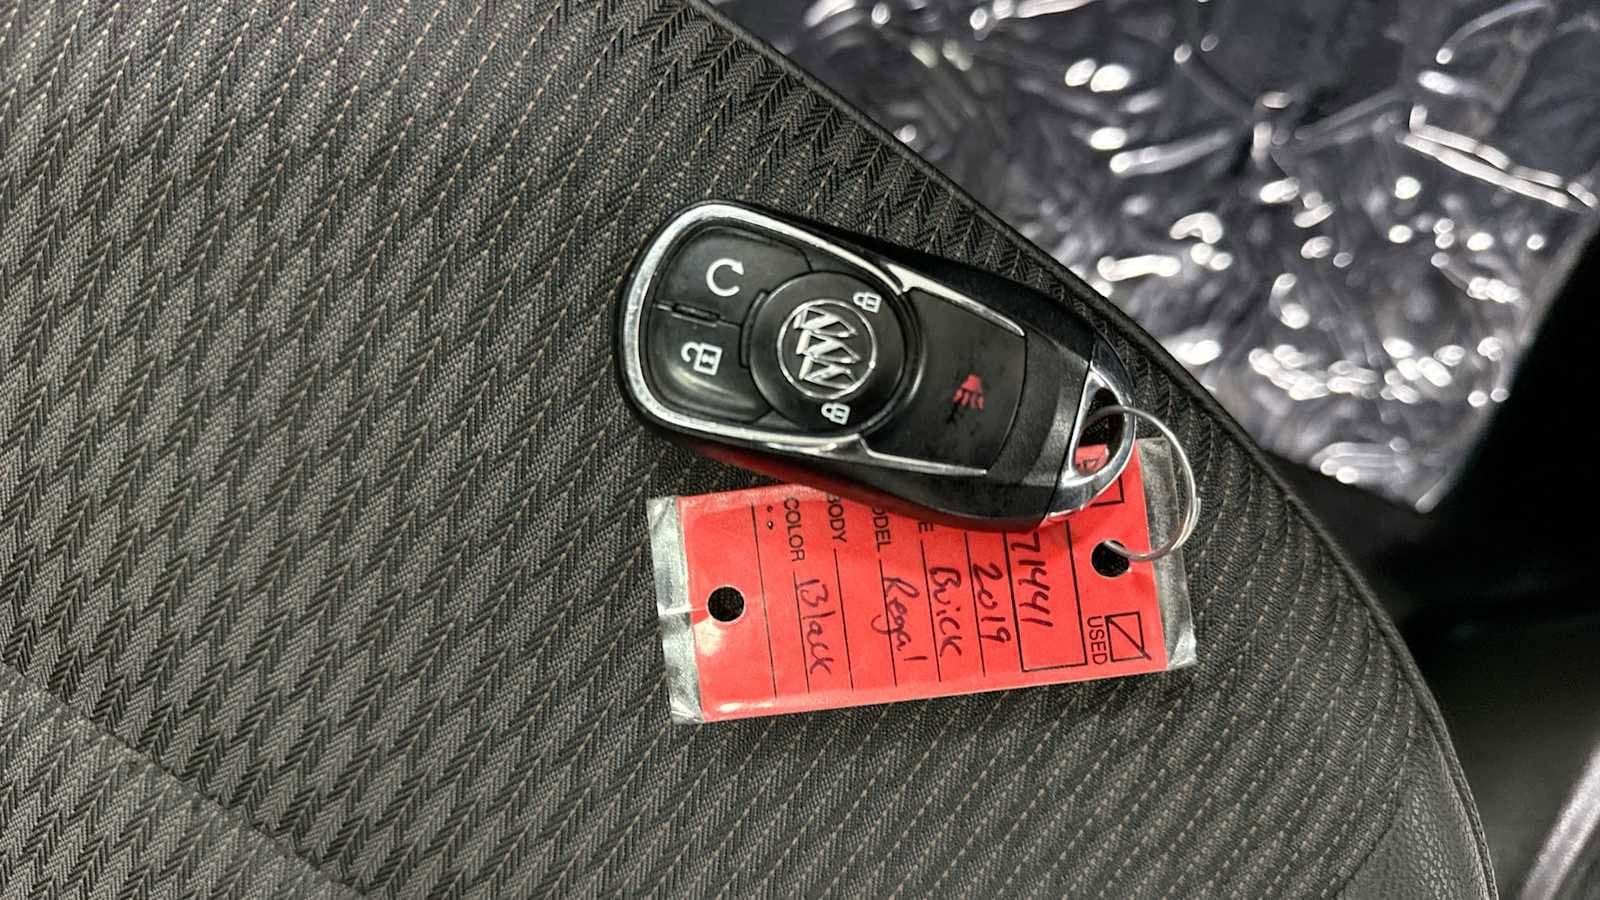 USED
71441
2019
E Buick
ODEL Regal
BODY
COLOR Black